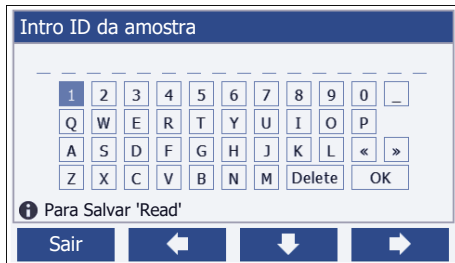 Intro ID da amostra
_ _ _ _ _ _ _ _ _ _ _ _ _ _ _
1 2 3 4 5 6 7 8 9 0 _
Q W E R T Y U I O P
A S D F G H J K L « »
Z X C V B N M Delete OK
Para Salvar 'Read'
Sair